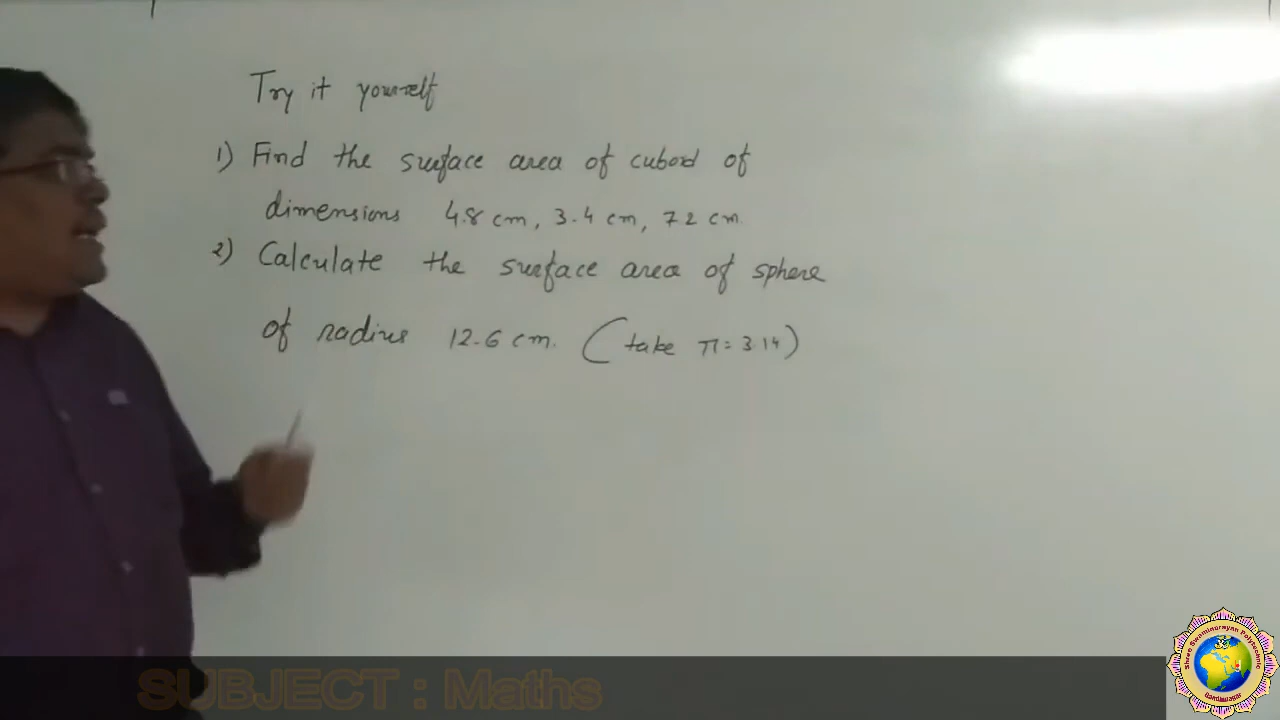 Try it yourself
1) Find the surface area of cuboid of
dimensions 4.8 cm, 3.4 cm, 7 2 cm.
2) Calculate the surface area of sphere
of radius 12.6 cm. (take π = 3.14)
SUBJECT : Maths